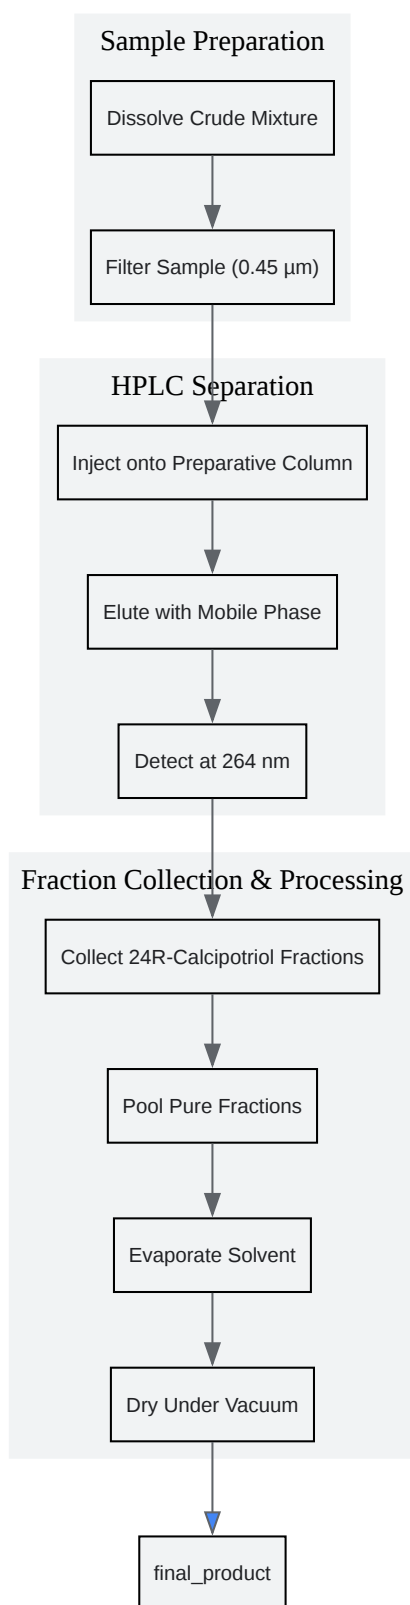 Sample Preparation
Dissolve Crude Mixture
Filter Sample (0.45 µm)
HPLC Separation
Inject onto Preparative Column
Elute with Mobile Phase
Detect at 264 nm
Fraction Collection & Processing
Collect 24R-Calcipotriol Fractions
Pool Pure Fractions
Evaporate Solvent
Dry Under Vacuum
final_product